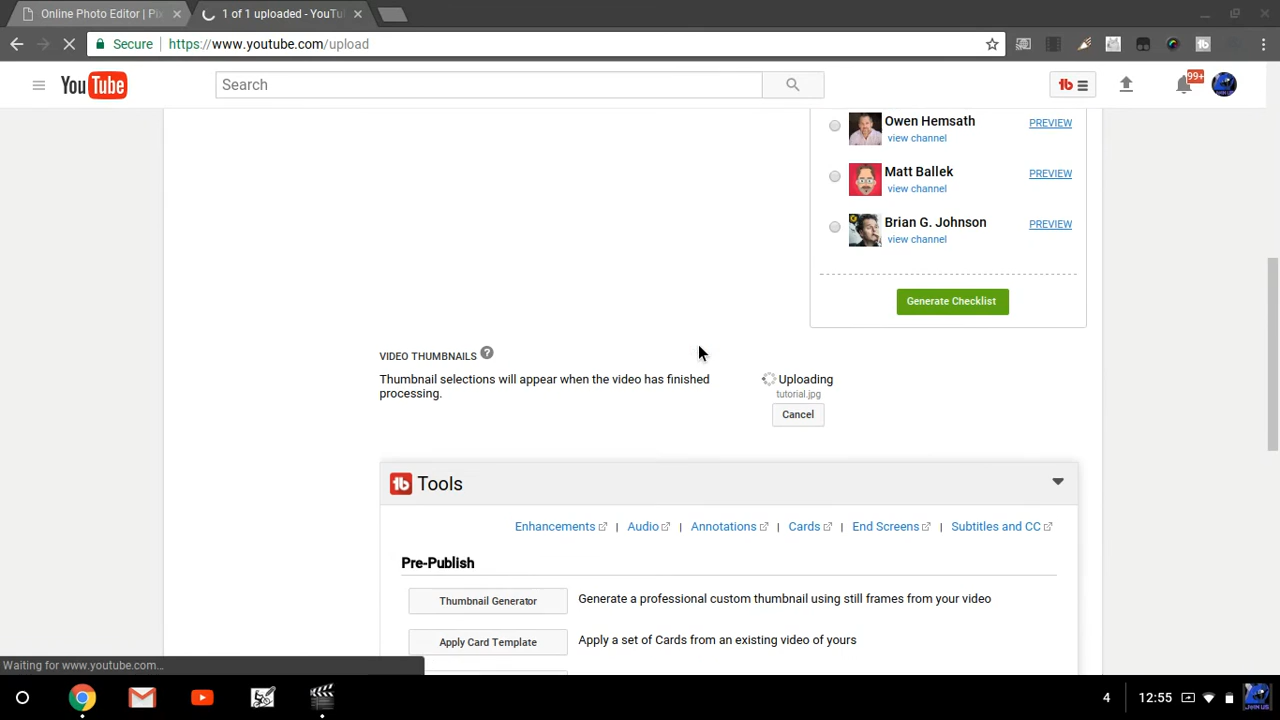 Online Photo Editor | Pix
1 of 1 uploaded - YouTu
Secure
https://www.youtube.com/upload
YouTube
Search
99+
Owen Hemsath
view channel
PREVIEW
Matt Ballek
view channel
PREVIEW
Brian G. Johnson
view channel
PREVIEW
Generate Checklist
VIDEO THUMBNAILS ?
Thumbnail selections will appear when the video has finished
processing.
Uploading
tutorial.jpg
Cancel
Tools
Enhancements | Audio | Annotations | Cards | End Screens | Subtitles and CC
Pre-Publish
Thumbnail Generator
Generate a professional custom thumbnail using still frames from your video
Apply Card Template
Apply a set of Cards from an existing video of yours
Waiting for www.youtube.com...
4
12:55
JOIN US